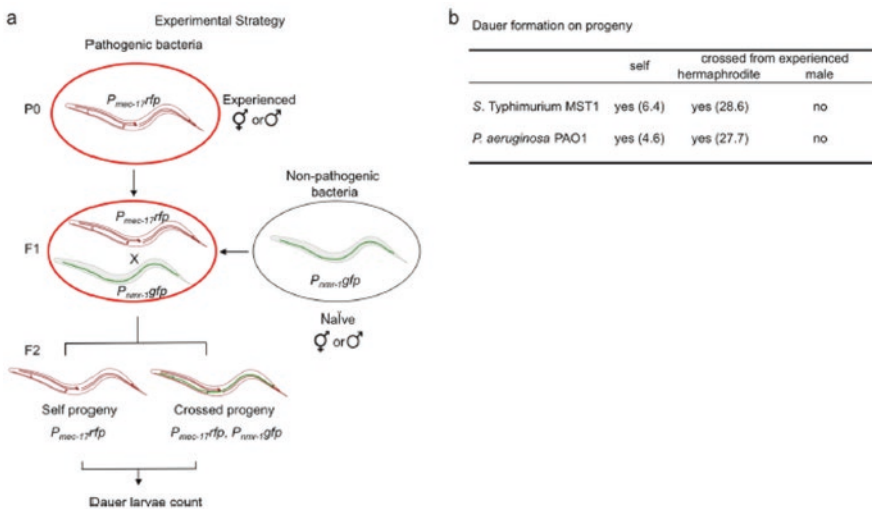 a
Experimental Strategy
Pathogenic bacteria
P0
Pmec-17rfp
Experienced
⚥ or ♂
Non-pathogenic
bacteria
F1
Pmec-17rfp
X
Pnmr-1gfp
Pnmr-1gfp
Naïve
⚥ or ♂
F2
Self progeny
Crossed progeny
Pmec-17rfp
Pmec-17rfp, Pnmr-1gfp
Dauer larvae count
b
Dauer formation on progeny
crossed from experienced
self hermaphrodite male
S. Typhimurium MST1 yes (6.4) yes (28.6) no
P. aeruginosa PAO1 yes (4.6) yes (27.7) no